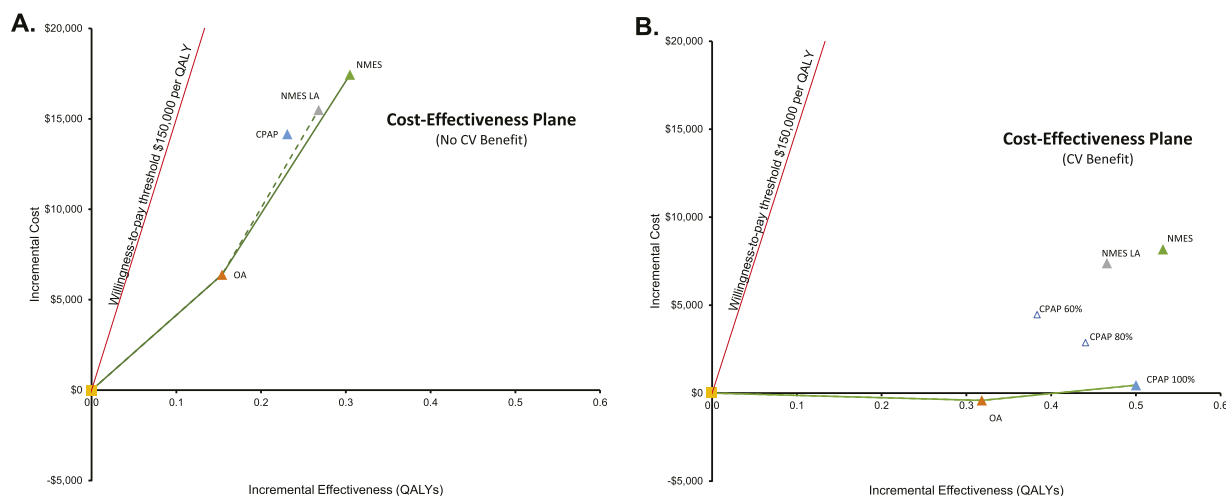 A.
$20,000
$15,000
$10,000
$5,000
$0
-$5,000
Incremental Cost
Willingness-to-pay threshold $150,000 per QALY
NMES
NMES LA
CPAP
OA
Cost-Effectiveness Plane
(No CV Benefit)
0.0
0.1
0.2
0.3
0.4
0.5
0.6
Incremental Effectiveness (QALYs)
B.
$20,000
$15,000
$10,000
$5,000
$0
-$5,000
Incremental Cost
Willingness-to-pay threshold $150,000 per QALY
Cost-Effectiveness Plane
(CV Benefit)
NMES
NMES LA
CPAP 60%
CPAP 80%
CPAP 100%
OA
0.0
0.1
0.2
0.3
0.4
0.5
0.6
Incremental Effectiveness (QALYs)